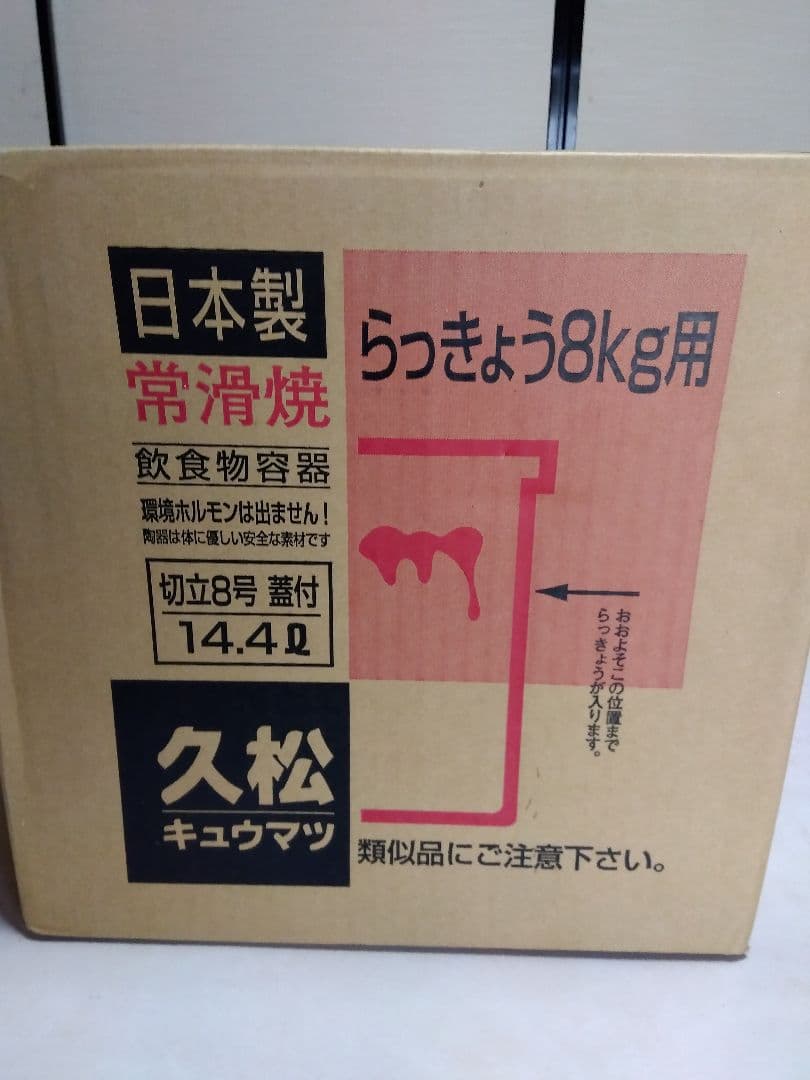 日本製
常滑焼
飲食物容器
環境ホルモンは出ません!
陶器は体に優しい安全な素材です
切立8号 蓋付
14.4ℓ
久松
キュウマツ
らっきょう8kg用
おおよそこの位置まで
らっきょうが入ります。
類似品にご注意下さい。